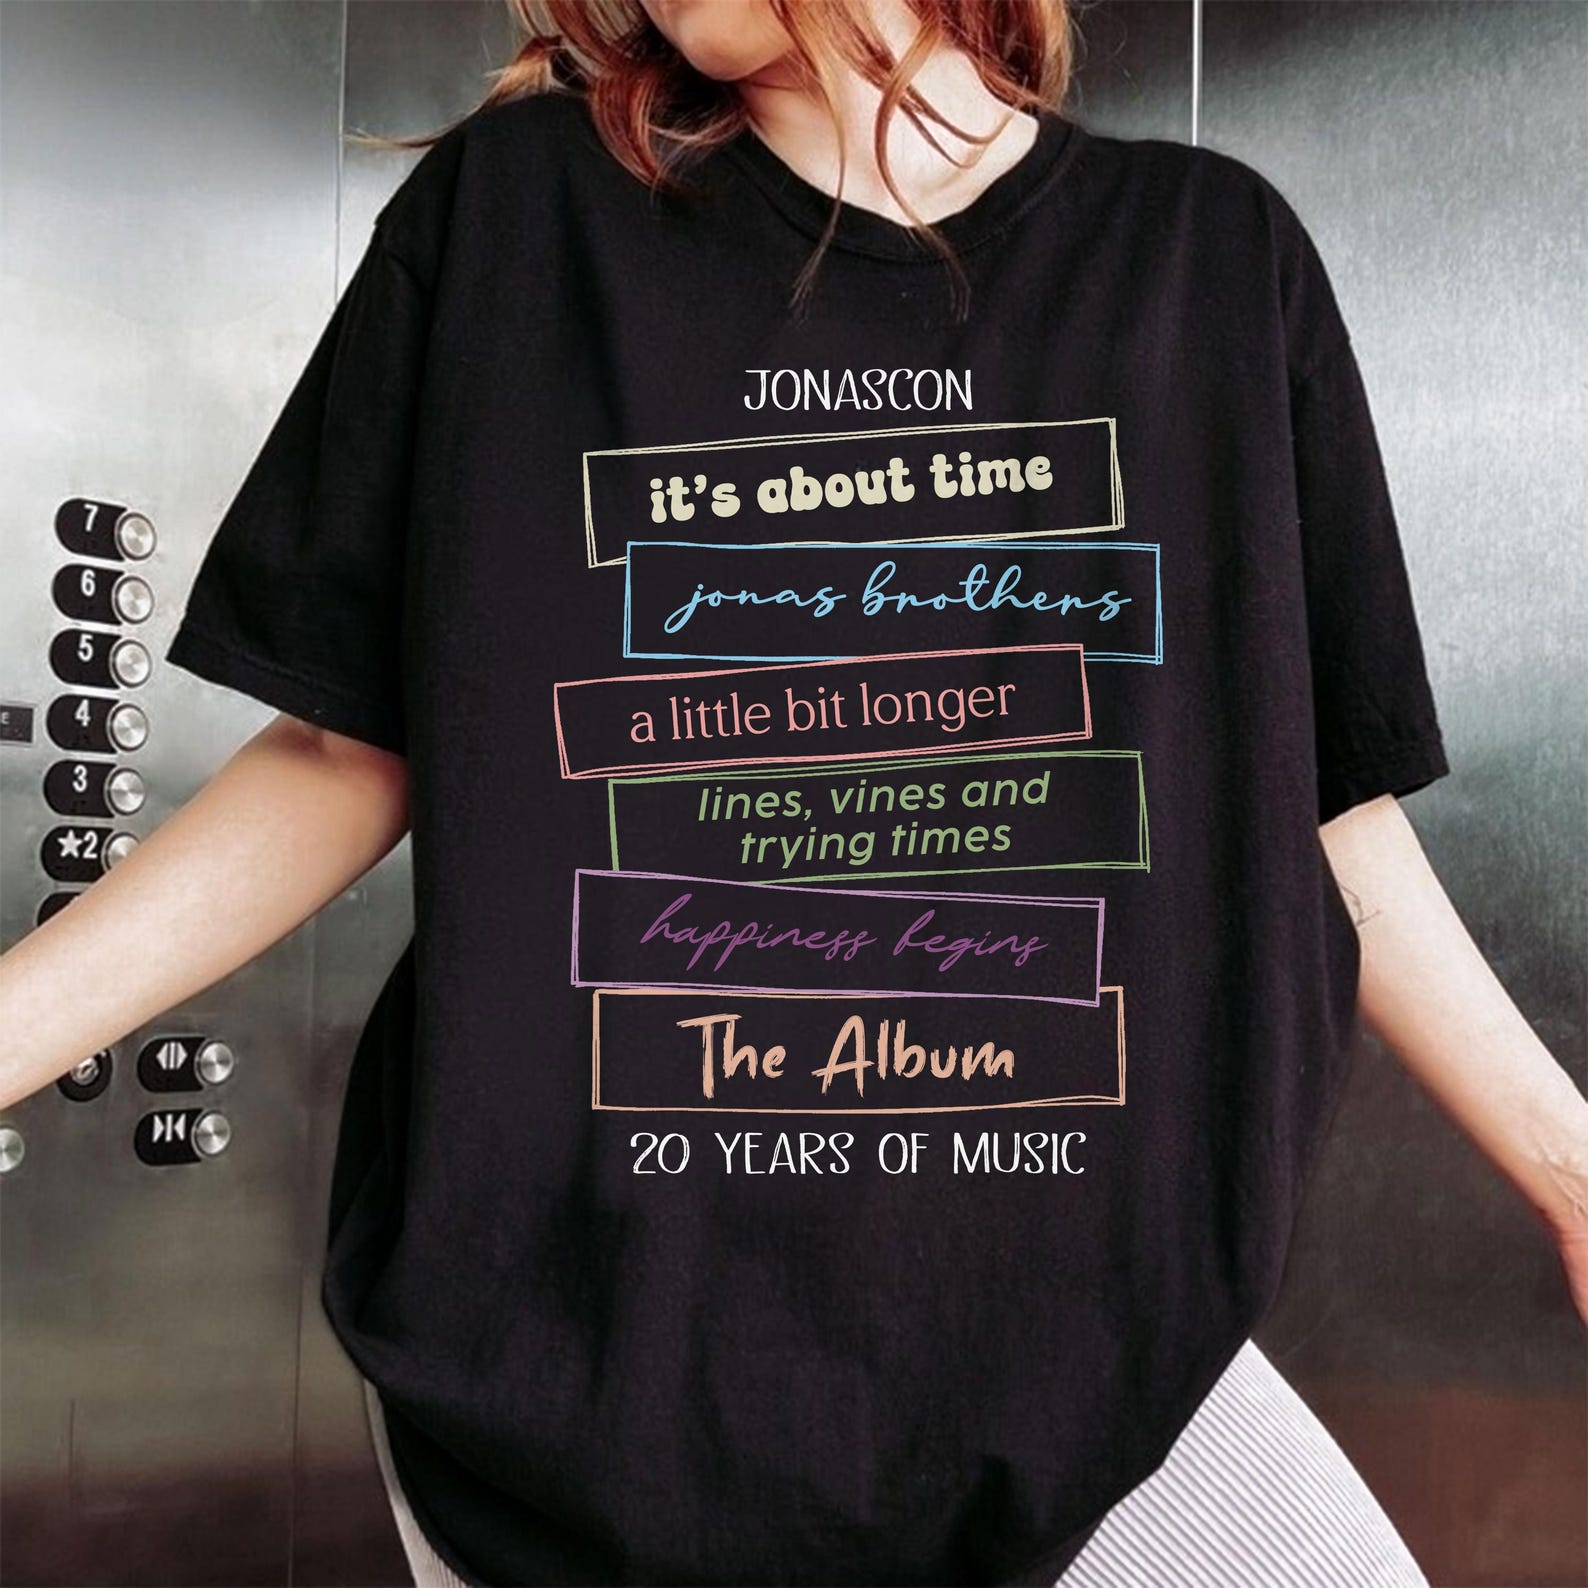 JONASCON
it's about time
jonas brothers
a little bit longer
lines, vines and
trying times
happiness begins
The Album
20 YEARS OF MUSIC
7
6
5
4
3
★2